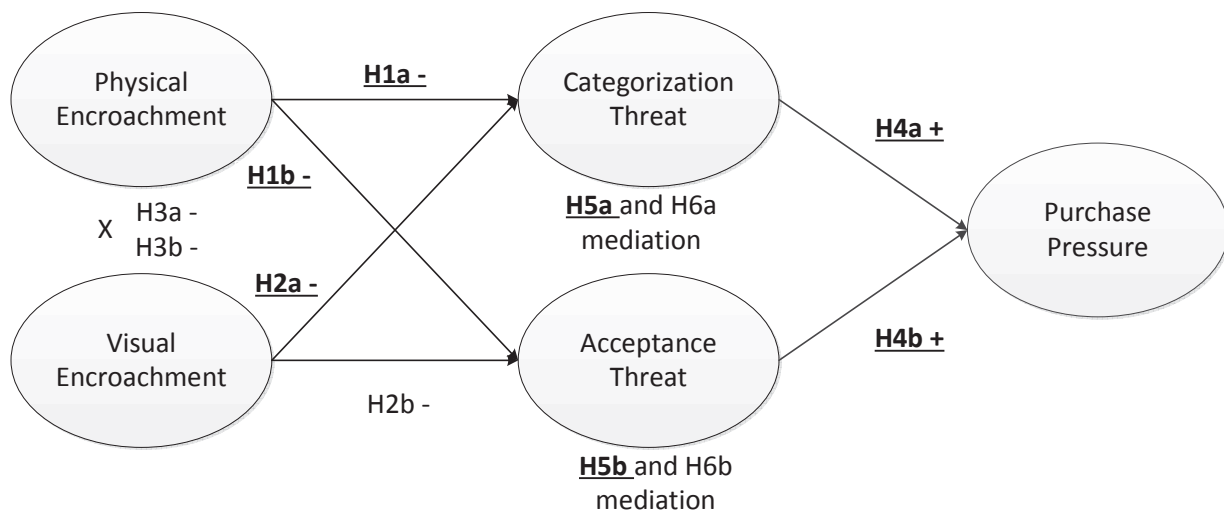 Physical
Encroachment
H1a -
Categorization
Threat
H4a +
H1b -
X
H3a -
H3b -
H5a and H6a
mediation
Purchase
Pressure
H2a -
Visual
Encroachment
H2b -
Acceptance
Threat
H4b +
H5b and H6b
mediation